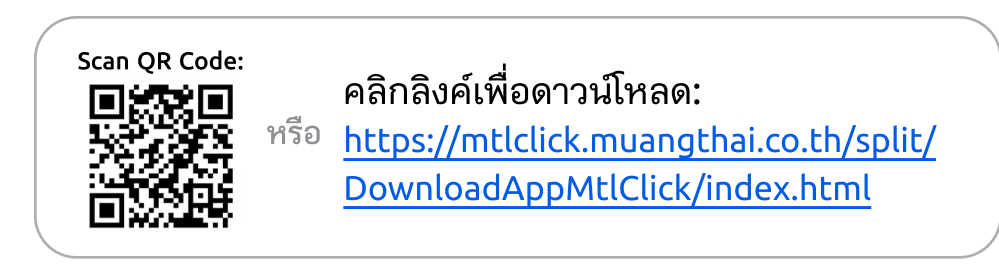 Scan QR Code:
หรือ
คลิกลิงค์เพื่อดาวน์โหลด:
https://mtlclick.muangthai.co.th/split/
DownloadAppMtlClick/index.html